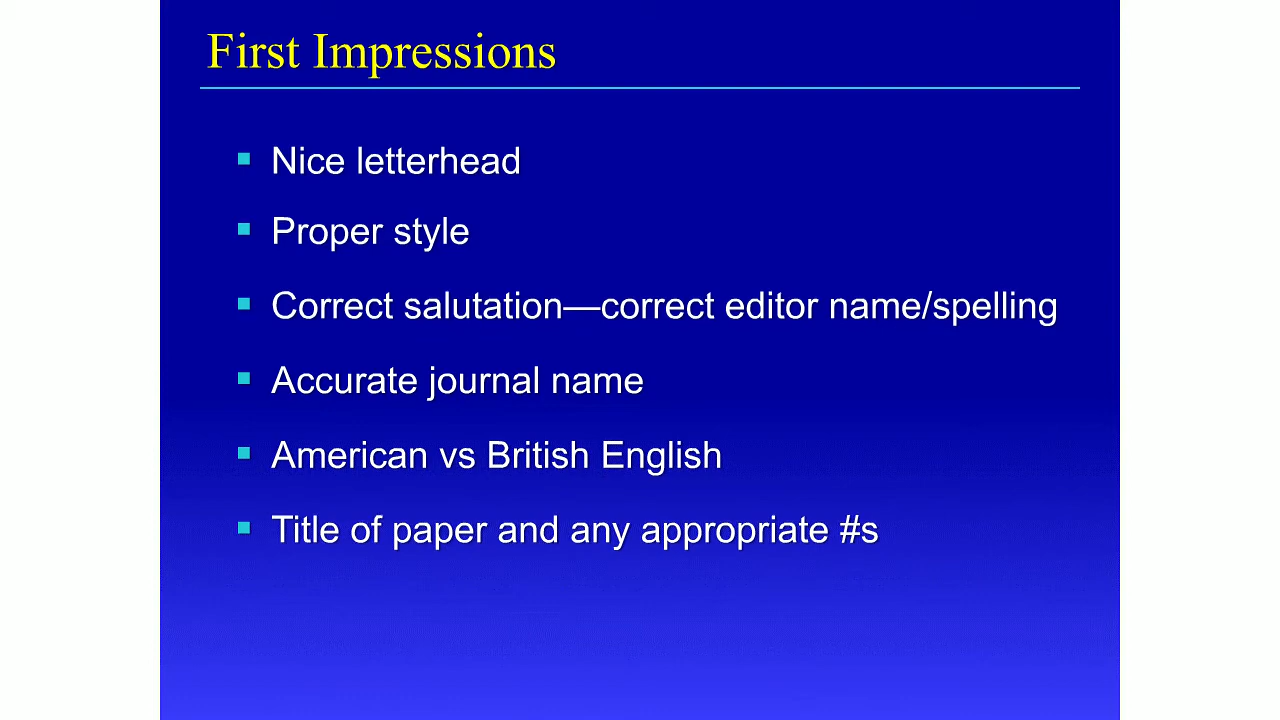 First Impressions
Nice letterhead
Proper style
Correct salutation—correct editor name/spelling
Accurate journal name
American vs British English
Title of paper and any appropriate #s